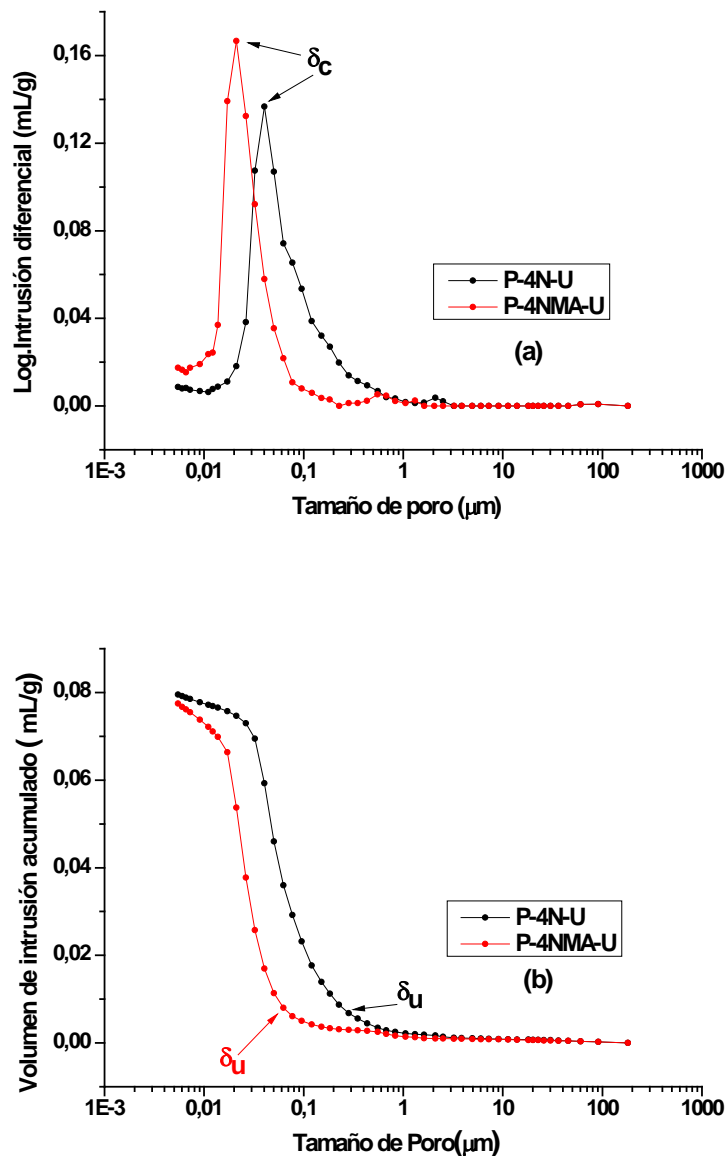 Log.Intrusión diferencial (mL/g)
0,16
0,12
0,08
0,04
0,00
δc
P-4N-U
P-4NMA-U
(a)
1E-3 0,01 0,1 1 10 100 1000
Tamaño de poro (μm)
Volumen de intrusión acumulado ( mL/g)
0,08
0,06
0,04
0,02
0,00
P-4N-U
P-4NMA-U
(b)
δu
δu
1E-3 0,01 0,1 1 10 100 1000
Tamaño de Poro(μm)